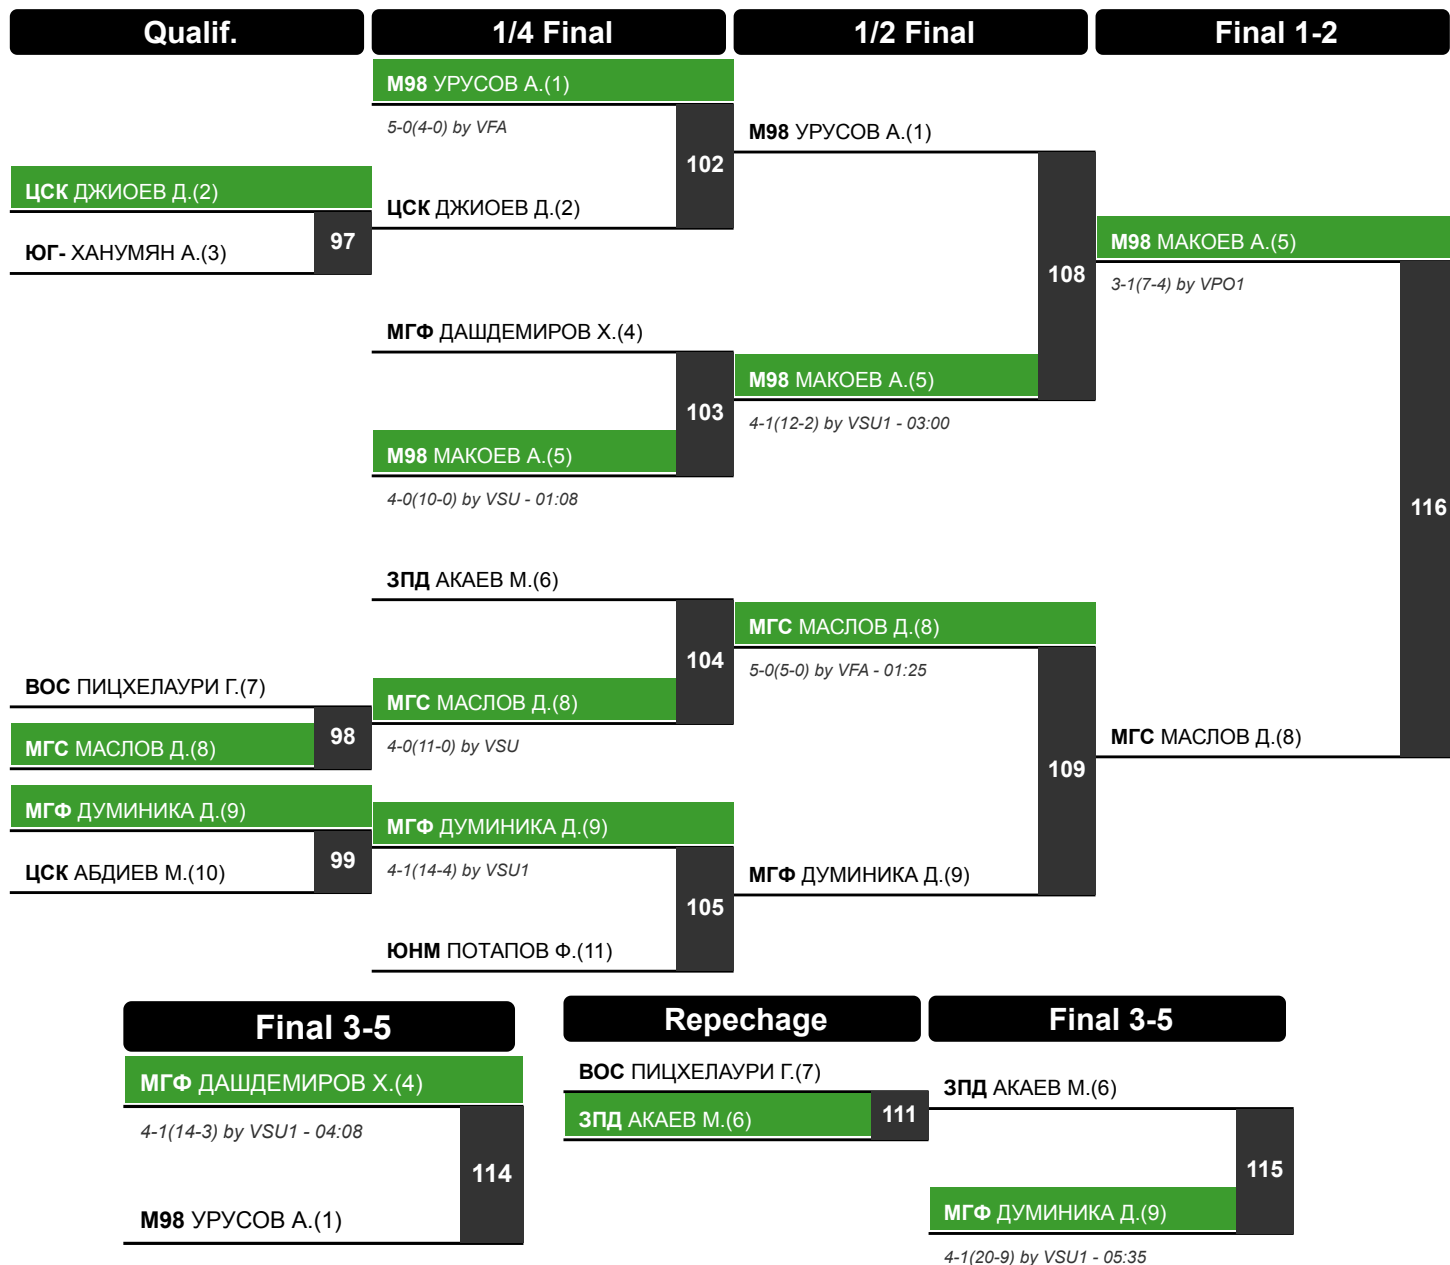 Qualif.
1/4 Final
1/2 Final
Final 1-2
М98 УРУСОВ А.(1)
5-0(4-0) by VFA
102
ЦСК ДЖИОЕВ Д.(2)
ЦСК ДЖИОЕВ Д.(2)
97
ЮГ- ХАНУМЯН А.(3)
МГФ ДАШДЕМИРОВ Х.(4)
103
М98 МАКОЕВ А.(5)
4-0(10-0) by VSU - 01:08
ЗПД АКАЕВ М.(6)
104
МГС МАСЛОВ Д.(8)
4-0(11-0) by VSU
ВОС ПИЦХЕЛАУРИ Г.(7)
98
МГС МАСЛОВ Д.(8)
МГФ ДУМИНИКА Д.(9)
99
ЦСК АБДИЕВ М.(10)
МГФ ДУМИНИКА Д.(9)
4-1(14-4) by VSU1
105
ЮНМ ПОТАПОВ Ф.(11)
М98 УРУСОВ А.(1)
108
М98 МАКОЕВ А.(5)
4-1(12-2) by VSU1 - 03:00
МГС МАСЛОВ Д.(8)
5-0(5-0) by VFA - 01:25
109
МГФ ДУМИНИКА Д.(9)
М98 МАКОЕВ А.(5)
3-1(7-4) by VPO1
116
МГС МАСЛОВ Д.(8)
Final 3-5
МГФ ДАШДЕМИРОВ Х.(4)
4-1(14-3) by VSU1 - 04:08
114
М98 УРУСОВ А.(1)
Repechage
Final 3-5
ВОС ПИЦХЕЛАУРИ Г.(7)
111
ЗПД АКАЕВ М.(6)
ЗПД АКАЕВ М.(6)
115
МГФ ДУМИНИКА Д.(9)
4-1(20-9) by VSU1 - 05:35